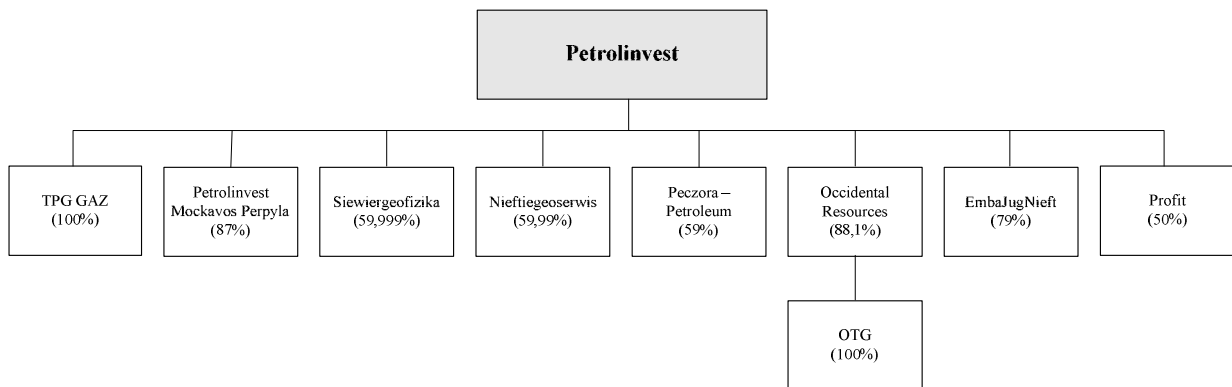 Petrolinvest
TPG GAZ
(100%)
Petrolinvest
Mockavos Perpyla
(87%)
Siewiergeofizika
(59,999%)
Nieftiegeoserwis
(59,99%)
Peczora –
Petroleum
(59%)
Occidental
Resources
(88,1%)
EmbaJugNieft
(79%)
Profit
(50%)
OTG
(100%)